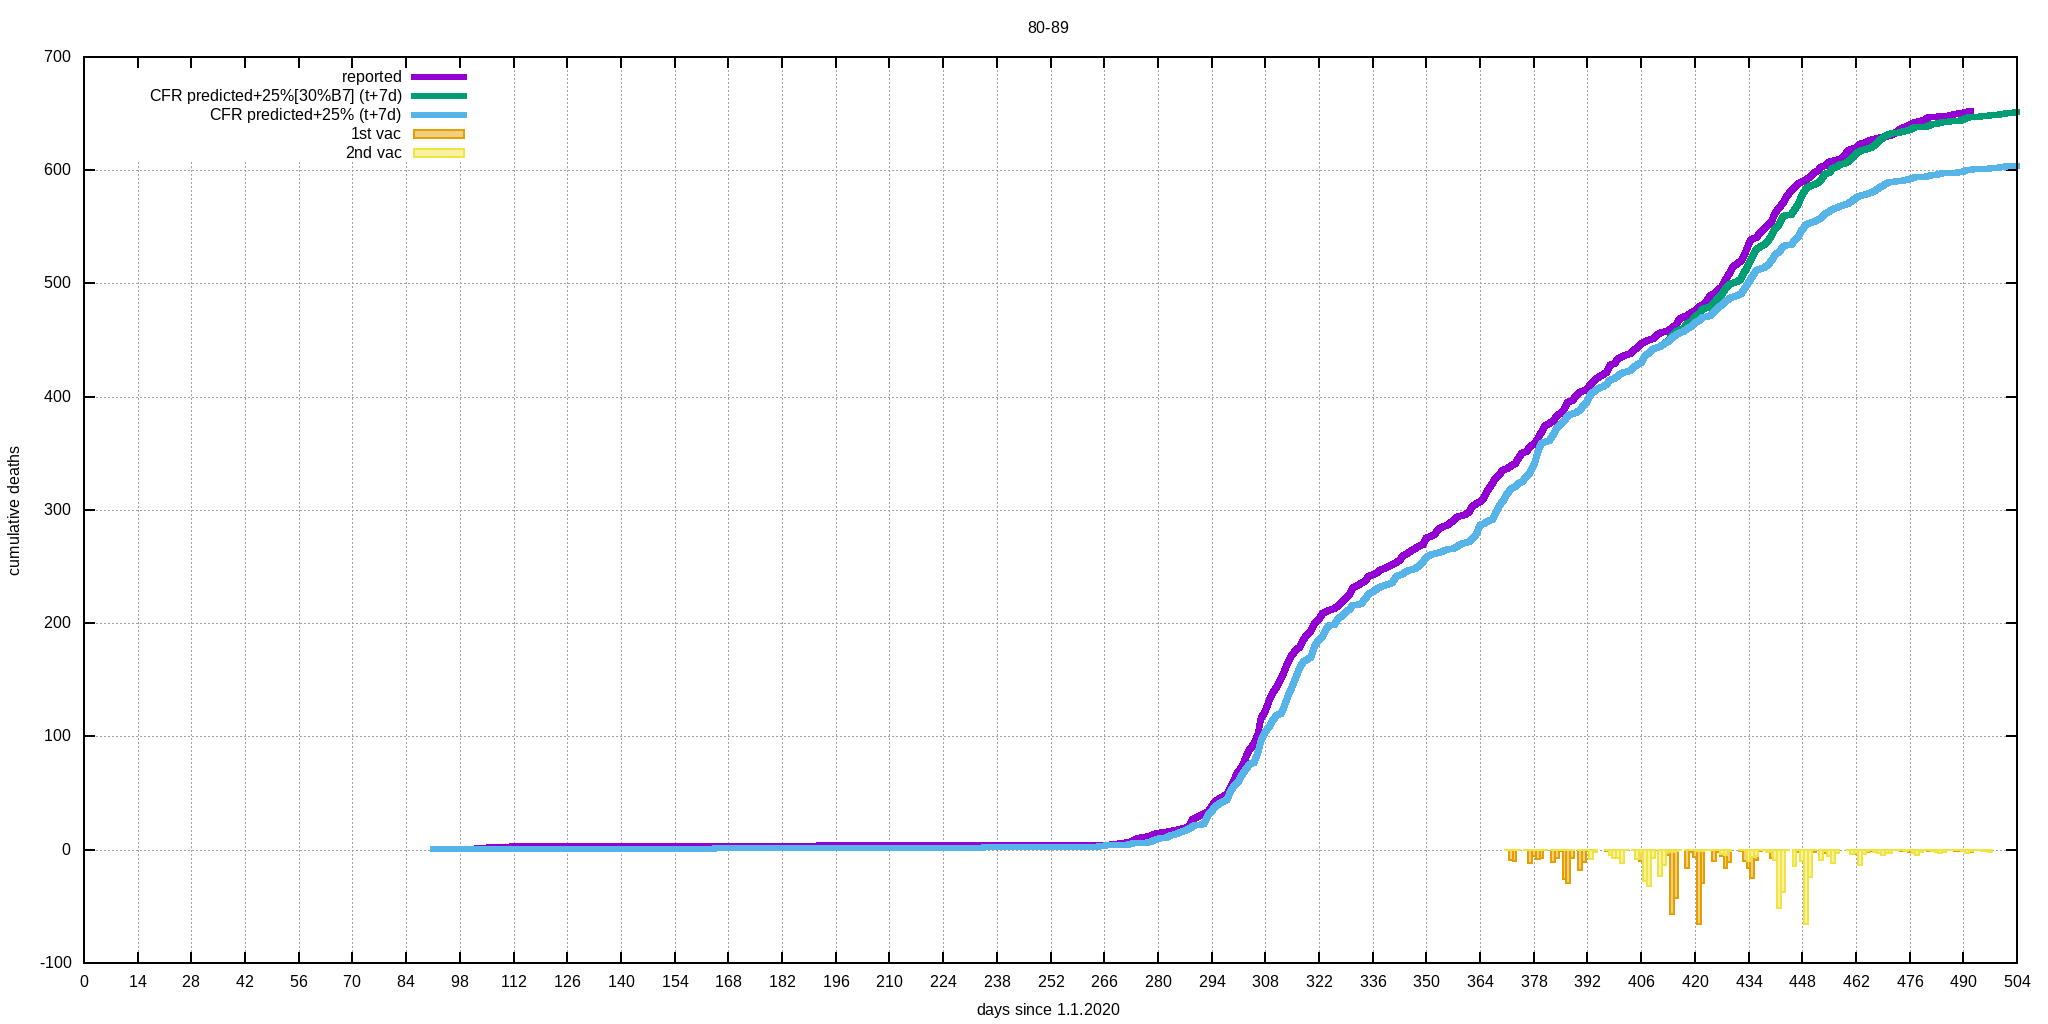 80-89
700
600
500
400
300
200
100
0
-100
cumulative deaths
reported
CFR predicted+25%[30%B7] (t+7d)
CFR predicted+25% (t+7d)
1st vac
2nd vac
0 14 28 42 56 70 84 98 112 126 140 154 168 182 196 210 224 238 252 266 280 294 308 322 336 350 364 378 392 406 420 434 448 462 476 490 504
days since 1.1.2020